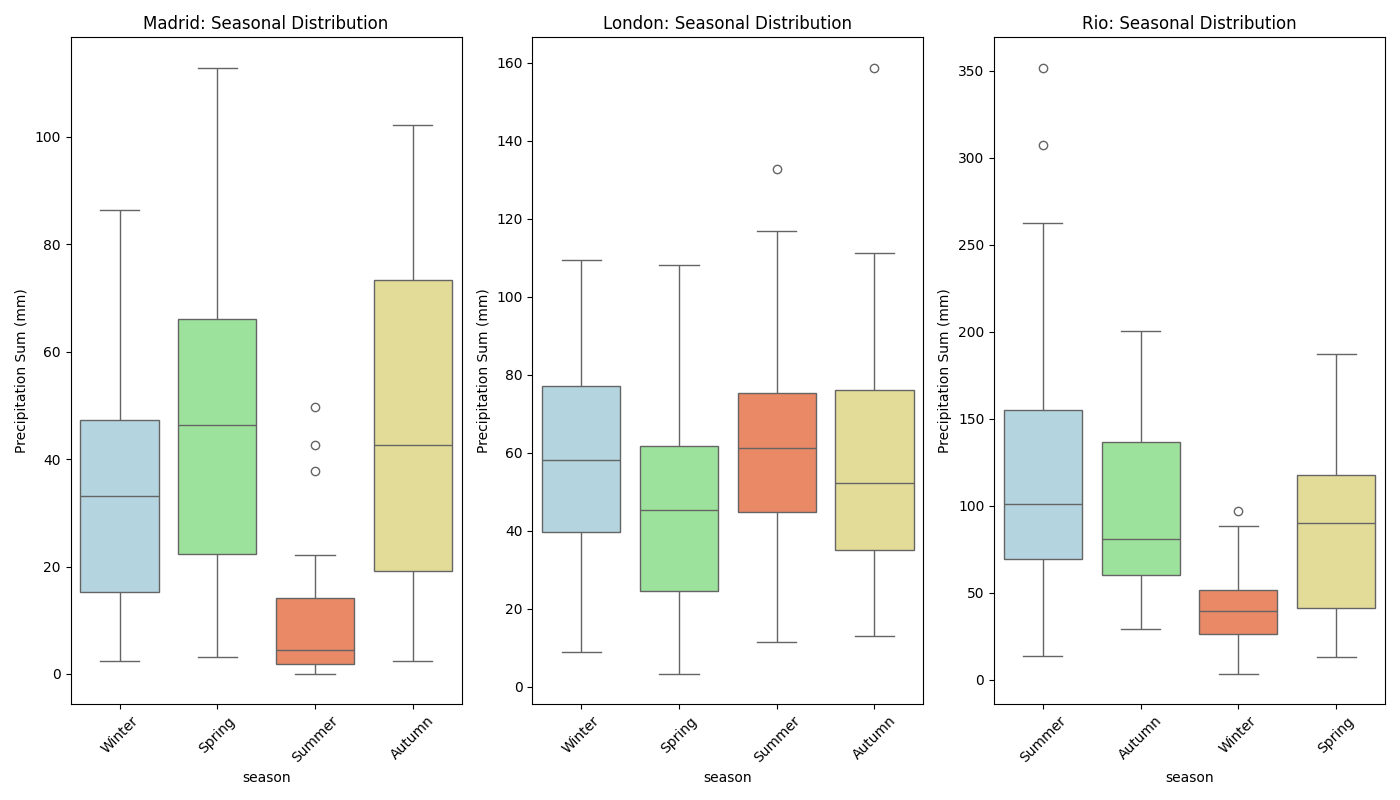 Madrid: Seasonal Distribution
Precipitation Sum (mm)
100
80
60
40
20
0
Winter
Spring
Summer
Autumn
season
London: Seasonal Distribution
Precipitation Sum (mm)
160
140
120
100
80
60
40
20
0
Winter
Spring
Summer
Autumn
season
Rio: Seasonal Distribution
Precipitation Sum (mm)
350
300
250
200
150
100
50
0
Summer
Autumn
Winter
Spring
season